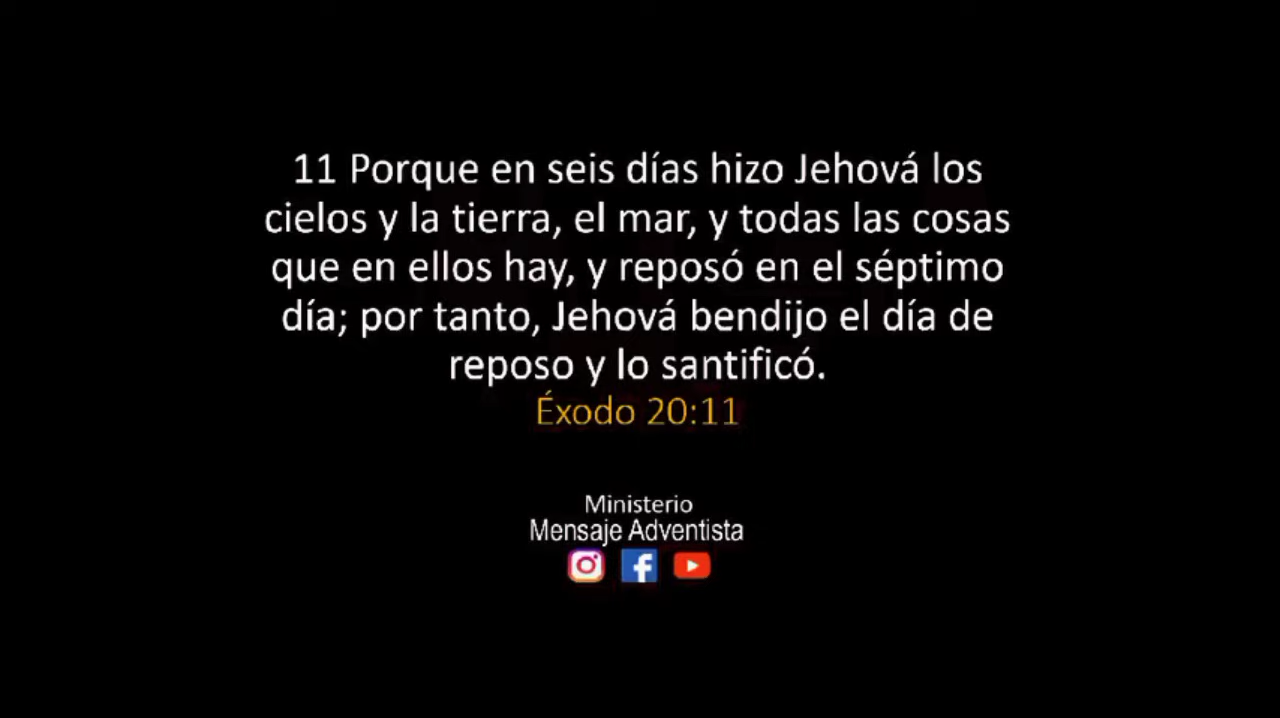 11 Porque en seis días hizo Jehová los
cielos y la tierra, el mar, y todas las cosas
que en ellos hay, y reposó en el séptimo
día; por tanto, Jehová bendijo el día de
reposo y lo santificó.
Éxodo 20:11
Ministerio
Mensaje Adventista